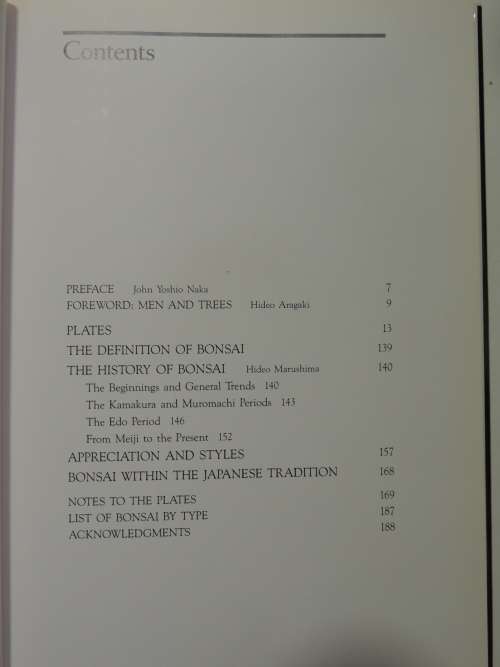 Contents
PREFACE John Yoshio Naka 7
FOREWORD: MEN AND TREES Hideo Aragaki 9
PLATES 13
THE DEFINITION OF BONSAI 139
THE HISTORY OF BONSAI Hideo Marushima 140
The Beginnings and General Trends 140
The Kamakura and Muromachi Periods 143
The Edo Period 146
From Meiji to the Present 152
APPRECIATION AND STYLES 157
BONSAI WITHIN THE JAPANESE TRADITION 168
NOTES TO THE PLATES 169
LIST OF BONSAI BY TYPE 187
ACKNOWLEDGMENTS 188